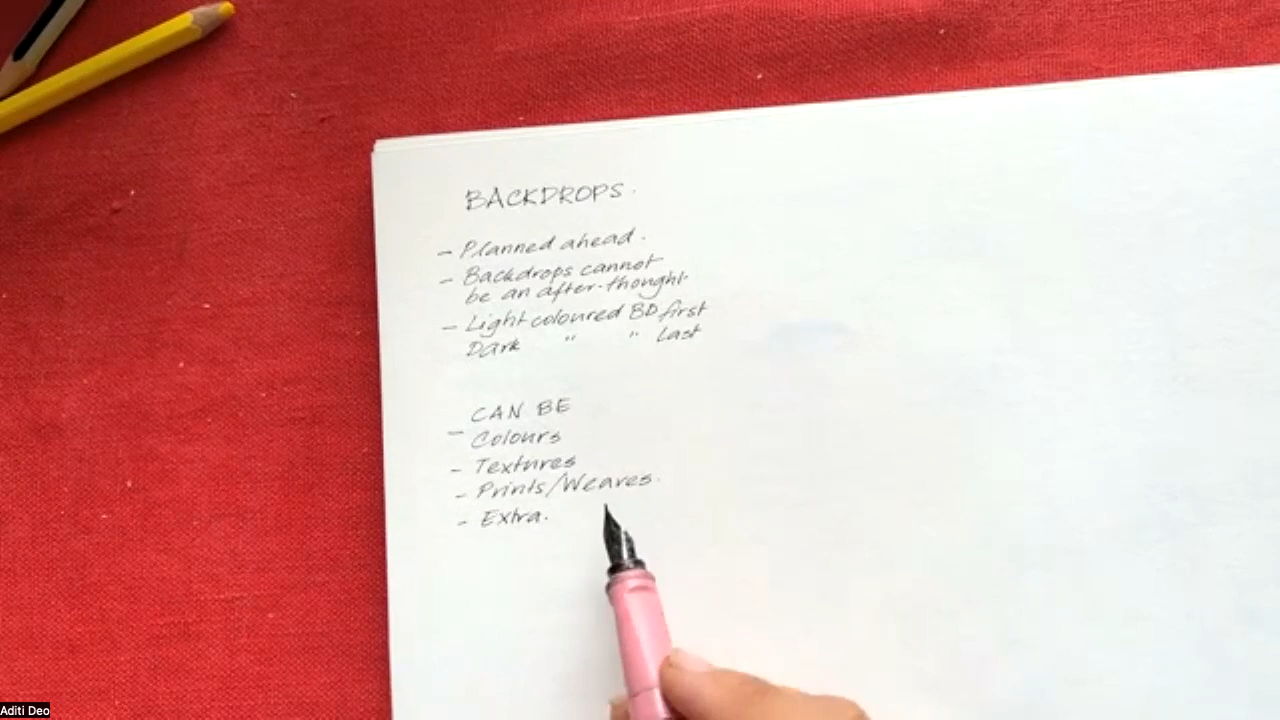 BACKDROPS.
- Planned ahead.
- Backdrops cannot
be an after-thought.
- Light coloured BD first
Dark " " Last
CAN BE
- Colours
- Textures
- Prints/Weaves.
- Extra.
Aditi Deo